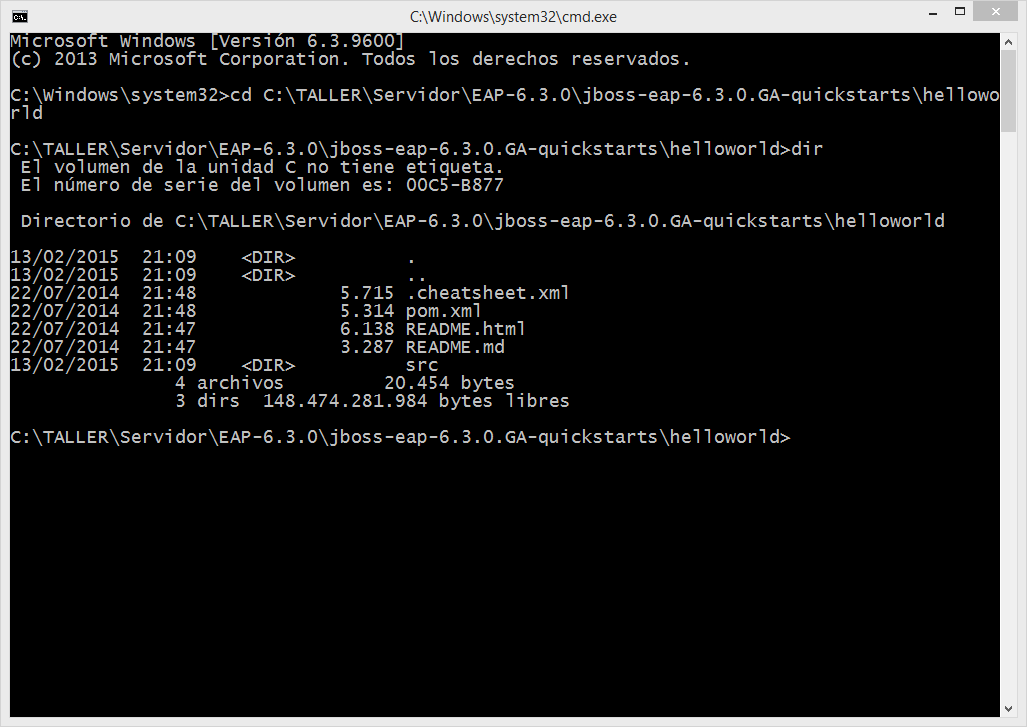 C:\Windows\system32\cmd.exe
Microsoft Windows [Versión 6.3.9600]
(c) 2013 Microsoft Corporation. Todos los derechos reservados.
C:\Windows\system32>cd C:\TALLER\Servidor\EAP-6.3.0\jboss-eap-6.3.0.GA-quickstarts\hellowo
rld
C:\TALLER\Servidor\EAP-6.3.0\jboss-eap-6.3.0.GA-quickstarts\helloworld>dir
El volumen de la unidad C no tiene etiqueta.
El número de serie del volumen es: 00C5-B877
Directorio de C:\TALLER\Servidor\EAP-6.3.0\jboss-eap-6.3.0.GA-quickstarts\helloworld
13/02/2015  21:09    <DIR>          .
13/02/2015  21:09    <DIR>          ..
22/07/2014  21:48             5.715 .cheatsheet.xml
22/07/2014  21:48             5.314 pom.xml
22/07/2014  21:47             6.138 README.html
22/07/2014  21:47             3.287 README.md
13/02/2015  21:09    <DIR>          src
4 archivos         20.454 bytes
3 dirs  148.474.281.984 bytes libres
C:\TALLER\Servidor\EAP-6.3.0\jboss-eap-6.3.0.GA-quickstarts\helloworld>